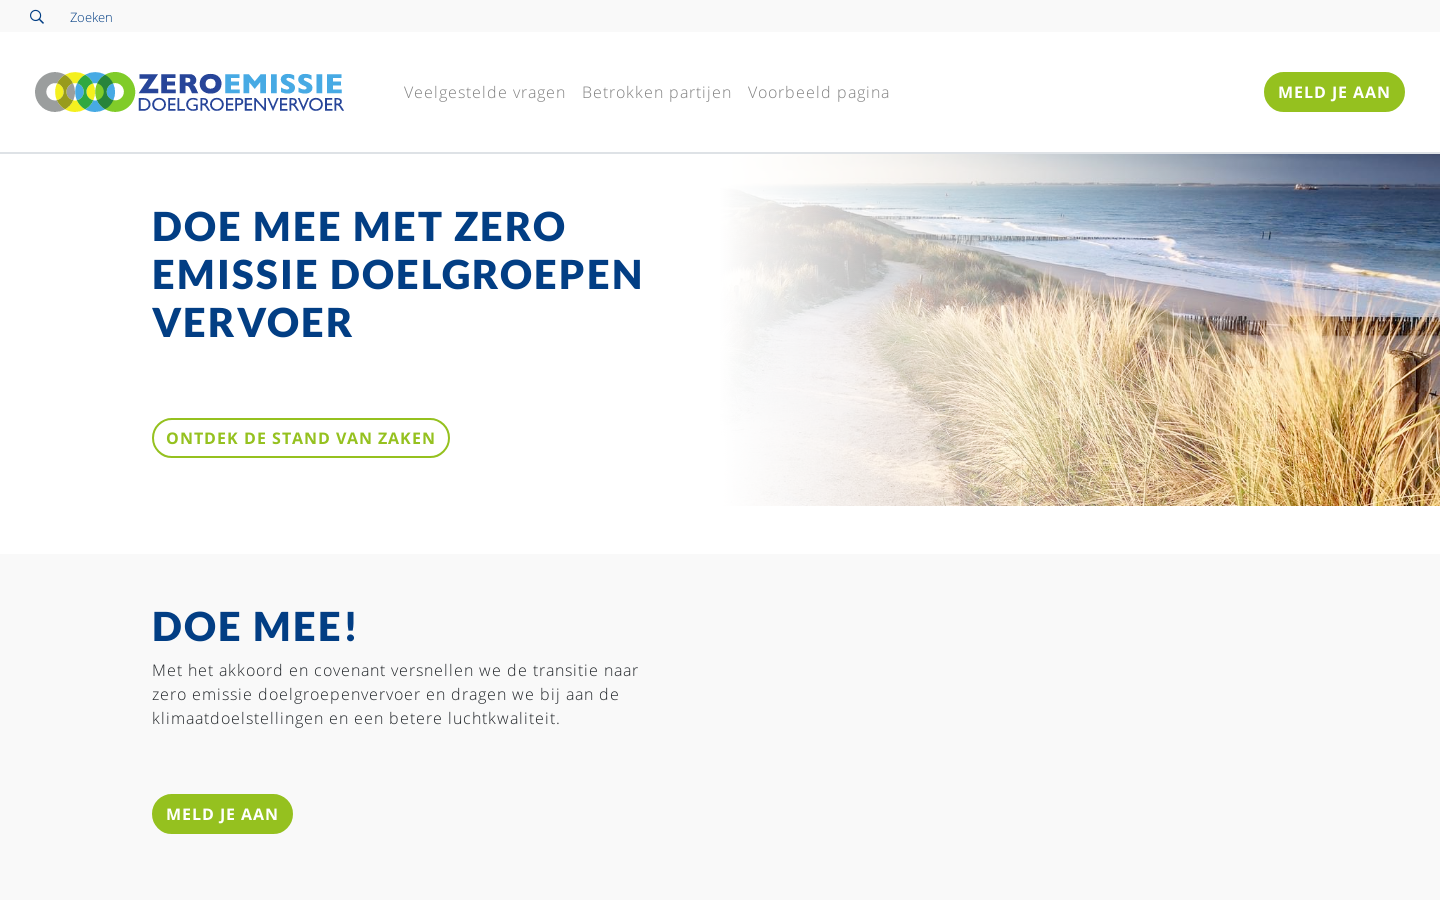 Zoeken
ZEROEMISSIE
DOELGROEPENVERVOER
Veelgestelde vragen
Betrokken partijen
Voorbeeld pagina
MELD JE AAN
DOE MEE MET ZERO
EMISSIE DOELGROEPEN
VERVOER
ONTDEK DE STAND VAN ZAKEN
DOE MEE!
Met het akkoord en covenant versnellen we de transitie naar
zero emissie doelgroepenvervoer en dragen we bij aan de
klimaatdoelstellingen en een betere luchtkwaliteit.
MELD JE AAN